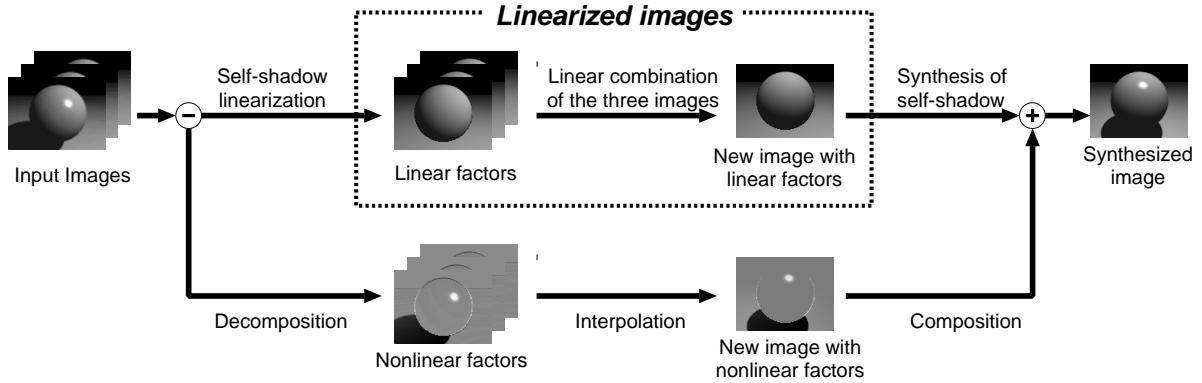 Linearized images
Self-shadow
linearization
Linear combination
of the three images
Synthesis of
self-shadow
−
+
Input Images
Linear factors
New image with
linear factors
Synthesized
image
Decomposition
Interpolation
Composition
Nonlinear factors
New image with
nonlinear factors